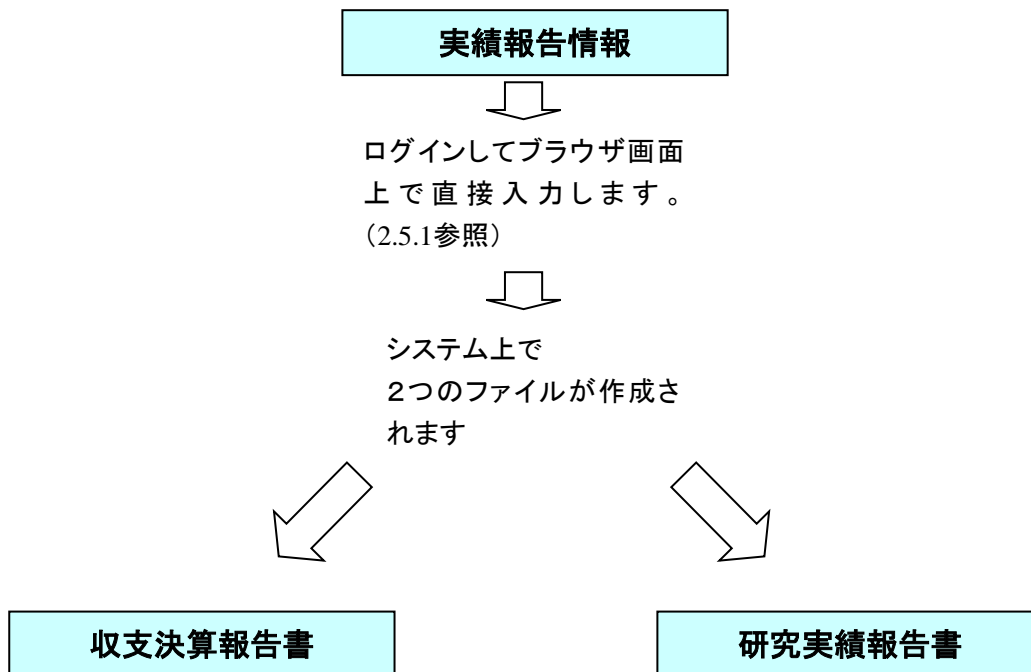 実績報告情報
ログインしてブラウザ画面
上で直接入力します。
（2.5.1参照）
システム上で
２つのファイルが作成さ
れます
収支決算報告書
研究実績報告書